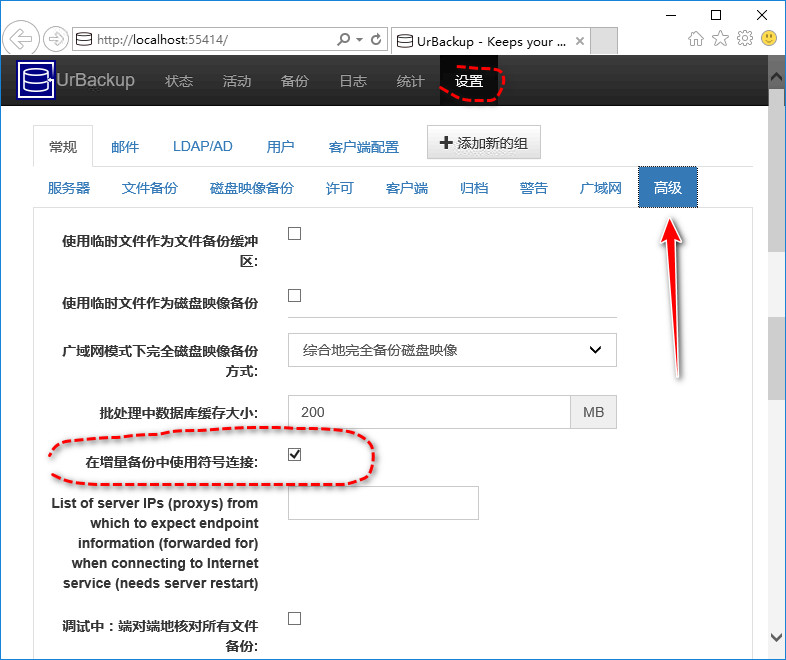 http://localhost:55414/
UrBackup - Keeps your ...
UrBackup 状态 活动 备份 日志 统计 设置
常规 邮件 LDAP/AD 用户 客户端配置 添加新的组
服务器 文件备份 磁盘映像备份 许可 客户端 归档 警告 广域网 高级
使用临时文件作为文件备份缓冲
区:
使用临时文件作为磁盘映像备份
广域网模式下完全磁盘映像备份
方式:
综合地完全备份磁盘映像
批处理中数据库缓存大小:
200 MB
在增量备份中使用符号连接:
List of server IPs (proxys) from
which to expect endpoint
information (forwarded for)
when connecting to Internet
service (needs server restart)
调试中：端对端地核对所有文件
备份: